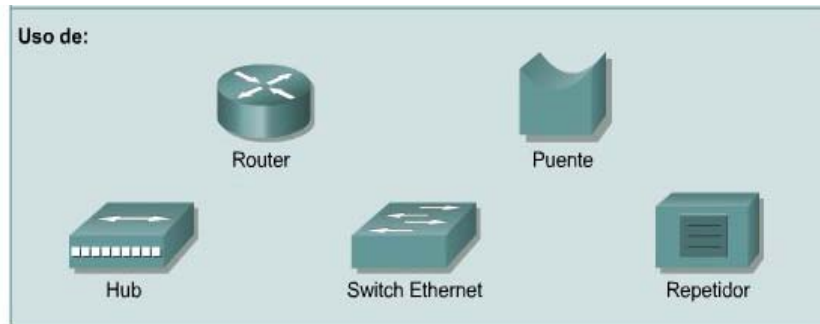 Uso de:
Router
Puente
Hub
Switch Ethernet
Repetidor